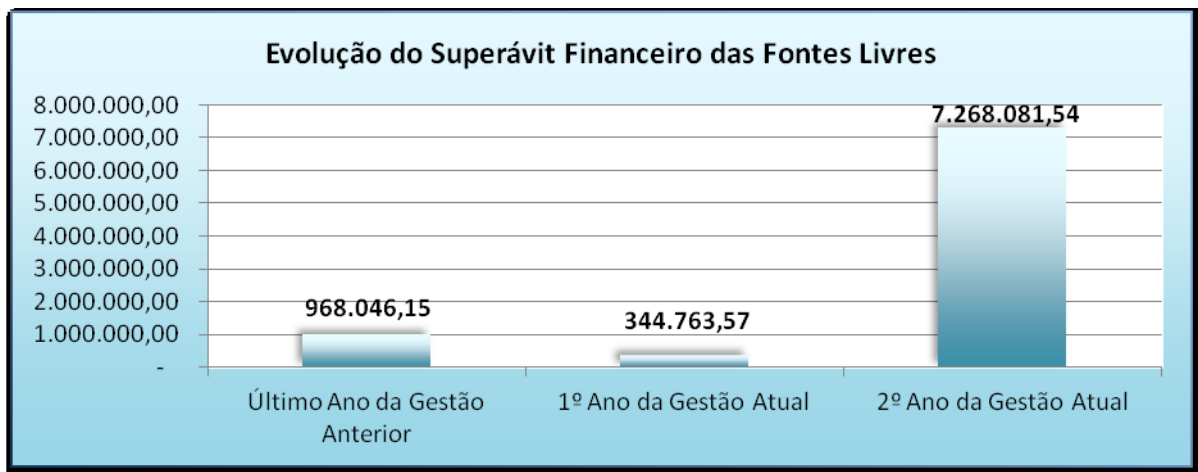 Evolução do Superávit Financeiro das Fontes Livres
8.000.000,00
7.000.000,00
6.000.000,00
5.000.000,00
4.000.000,00
3.000.000,00
2.000.000,00
1.000.000,00
-
968.046,15
344.763,57
7.268.081,54
Último Ano da Gestão
Anterior
1º Ano da Gestão Atual
2º Ano da Gestão Atual